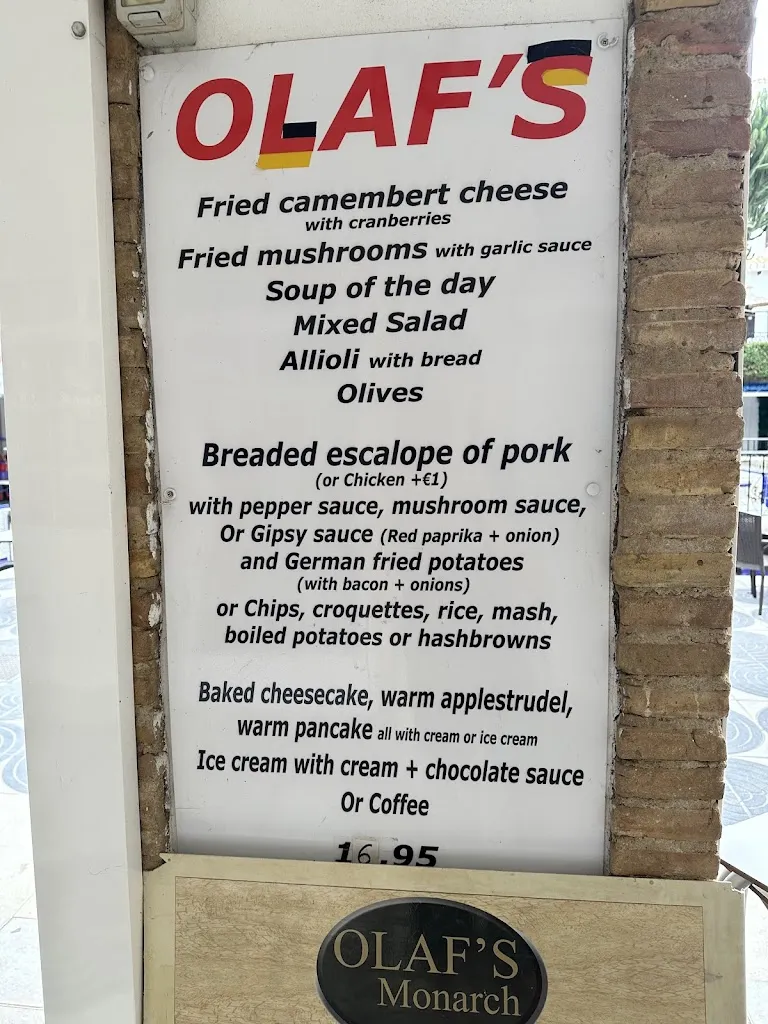 OLAF'S
Fried camembert cheese
with cranberries
Fried mushrooms with garlic sauce
Soup of the day
Mixed Salad
Allioli with bread
Olives
Breaded escalope of pork
(or Chicken +€1)
with pepper sauce, mushroom sauce,
Or Gipsy sauce (Red paprika + onion)
and German fried potatoes
(with bacon + onions)
or Chips, croquettes, rice, mash,
boiled potatoes or hashbrowns
Baked cheesecake, warm applestrudel,
warm pancake all with cream or ice cream
Ice cream with cream + chocolate sauce
Or Coffee
16.95
OLAF'S
Monarch